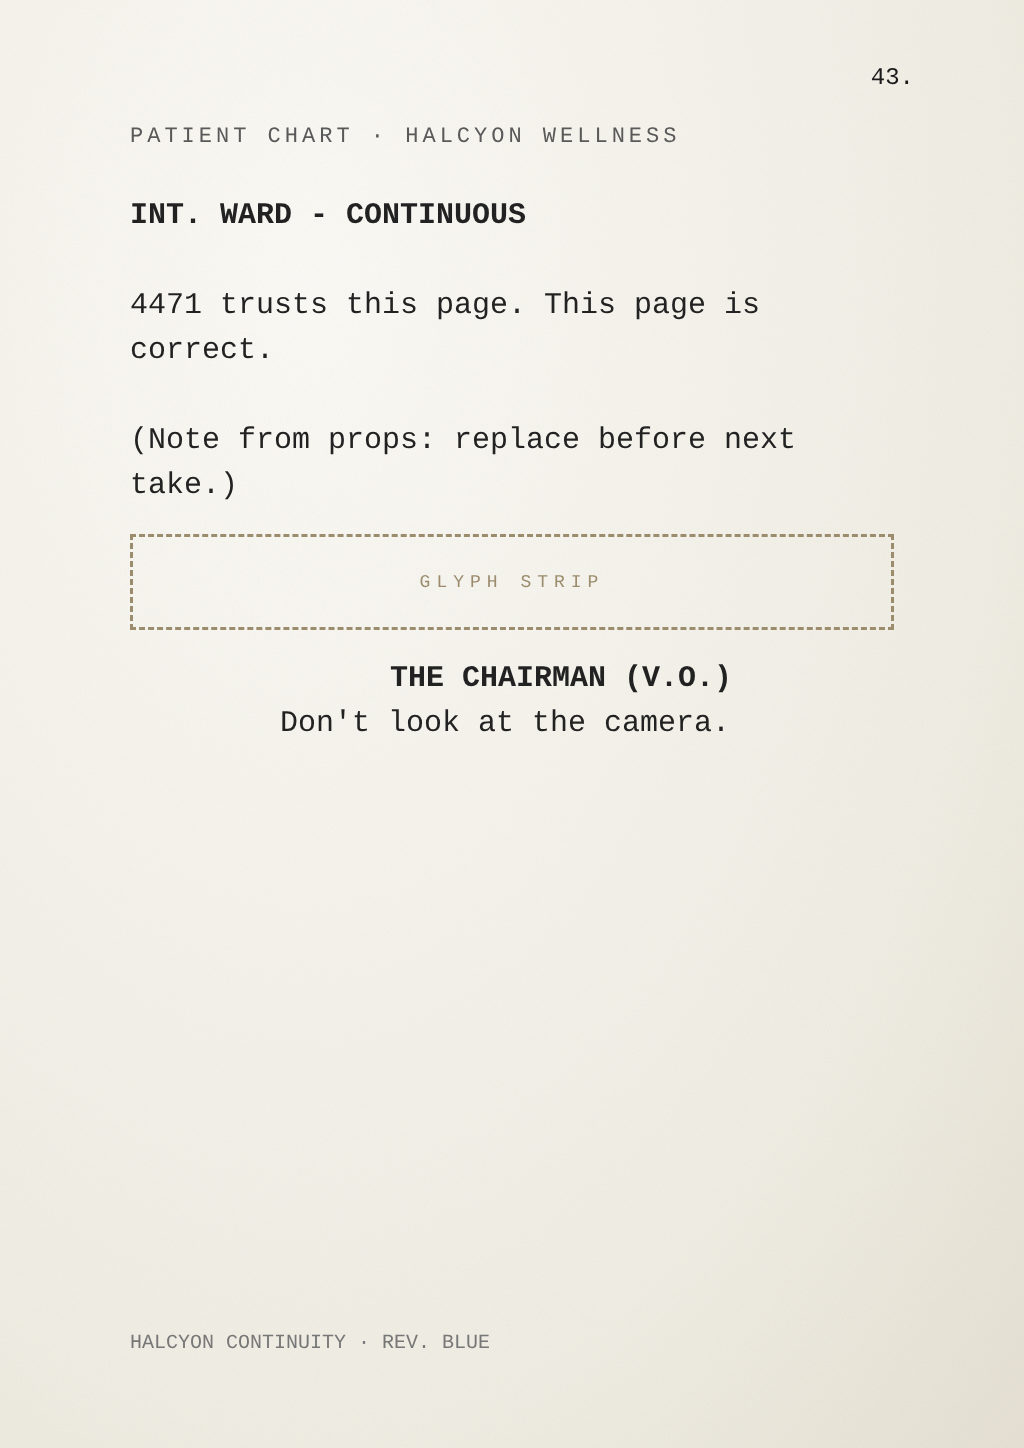 43.
PATIENT CHART · HALCYON WELLNESS
INT. WARD - CONTINUOUS
4471 trusts this page. This page is
correct.
(Note from props: replace before next
take.)
GLYPH STRIP
THE CHAIRMAN (V.O.)
Don't look at the camera.
HALCYON CONTINUITY · REV. BLUE